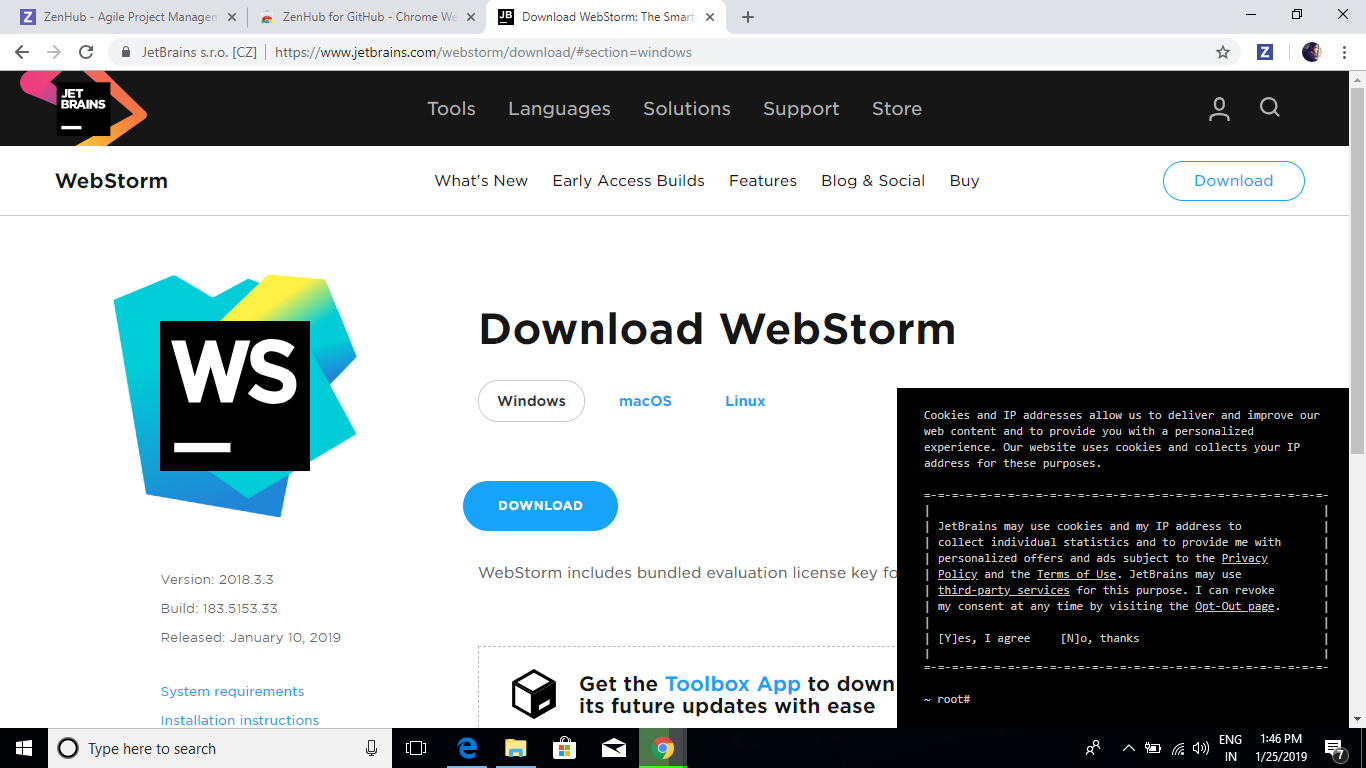 ZenHub - Agile Project Managem
ZenHub for GitHub - Chrome We
JB
Download WebStorm: The Smart
JetBrains s.r.o. [CZ] | https://www.jetbrains.com/webstorm/download/#section=windows
JET
BRAINS
Tools Languages Solutions Support Store
WebStorm
What's New Early Access Builds Features Blog & Social Buy
Download
WS
Download WebStorm
Windows macOS Linux
DOWNLOAD
WebStorm includes bundled evaluation license key fo
Version: 2018.3.3
Build: 183.5153.33
Released: January 10, 2019
System requirements
Installation instructions
Get the Toolbox App to down
its future updates with ease
Cookies and IP addresses allow us to deliver and improve our
web content and to provide you with a personalized
experience. Our website uses cookies and collects your IP
address for these purposes.
JetBrains may use cookies and my IP address to
collect individual statistics and to provide me with
personalized offers and ads subject to the Privacy
Policy and the Terms of Use. JetBrains may use
third-party services for this purpose. I can revoke
my consent at any time by visiting the Opt-Out page.
[Y]es, I agree [N]o, thanks
~ root#
Type here to search
ENG
IN
1:46 PM
1/25/2019
7